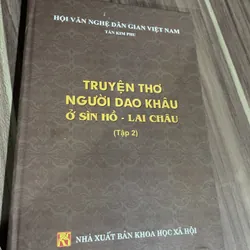 HỘI VĂN NGHỆ DÂN GIAN VIỆT NAM
TẨN KIM PHU
TRUYỆN THƠ
NGƯỜI DAO KHÂU
Ở SÌN HỒ - LAI CHÂU
(Tập 2)
NHÀ XUẤT BẢN KHOA HỌC XÃ HỘI